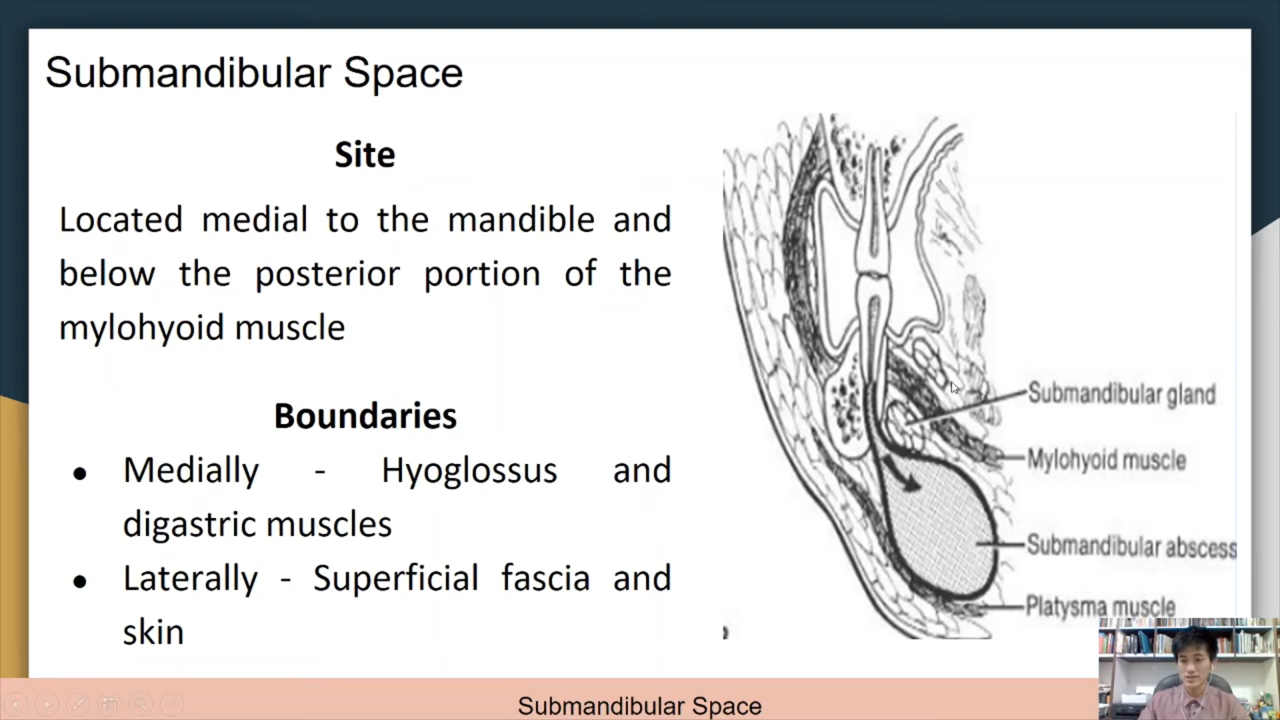 Submandibular Space
Site
Located medial to the mandible and
below the posterior portion of the
mylohyoid muscle
Boundaries
● Medially - Hyoglossus and
digastric muscles
● Laterally - Superficial fascia and
skin
Submandibular gland
Mylohyoid muscle
Submandibular abscess
Platysma muscle
Submandibular Space